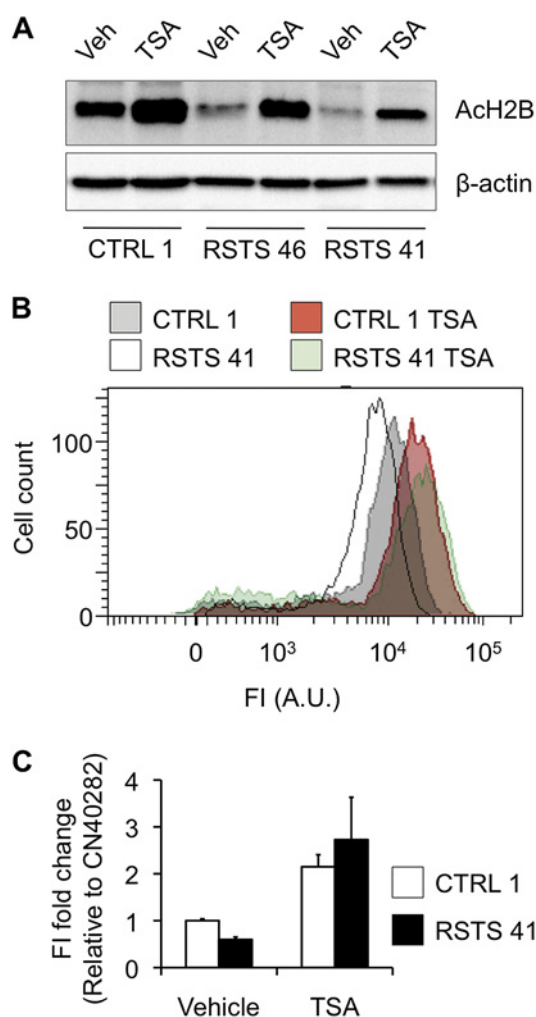 A
Veh TSA Veh TSA Veh TSA
AcH2B
β-actin
CTRL 1 RSTS 46 RSTS 41
B
CTRL 1 CTRL 1 TSA
RSTS 41 RSTS 41 TSA
Cell count
100
50
0
0 10³ 10⁴ 10⁵
FI (A.U.)
C
FI fold change
(Relative to CN40282)
4
3
2
1
0
CTRL 1
RSTS 41
Vehicle TSA